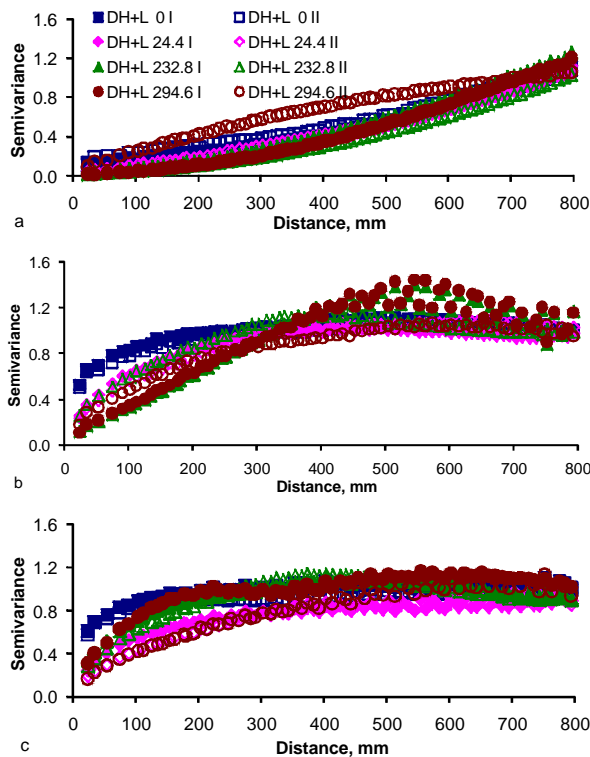 DH+L 0 I
DH+L 0 II
DH+L 24.4 I
DH+L 24.4 II
DH+L 232.8 I
DH+L 232.8 II
DH+L 294.6 I
DH+L 294.6 II
Semivariance
1.6
1.2
0.8
0.4
0.0
0 100 200 300 400 500 600 700 800
Distance, mm
a
Semivariance
1.6
1.2
0.8
0.4
0.0
0 100 200 300 400 500 600 700 800
Distance, mm
b
Semivariance
1.6
1.2
0.8
0.4
0.0
0 100 200 300 400 500 600 700 800
Distance, mm
c